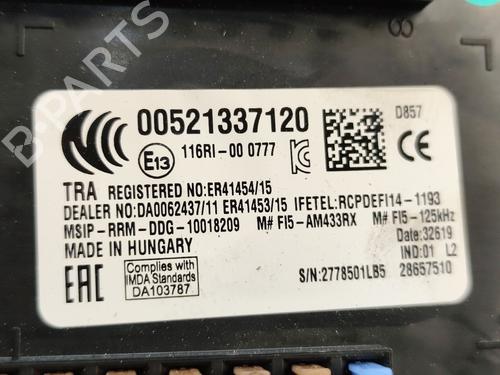 00521337120
D857
E13
116RI-00 0777
TRA REGISTERED NO:ER41454/15
DEALER NO:DA0062437/11 ER41453/15 IFETEL:RCPDEFI14-1193
MSIP-RRM-DDG-10018209 M# FI5-AM433RX M# FI5-125kHz
MADE IN HUNGARY
Date:32619
IND:01 L2
EAC
Complies with
IMDA Standards
DA103787
S/N:2778501LB5 28657510
B-PARTS